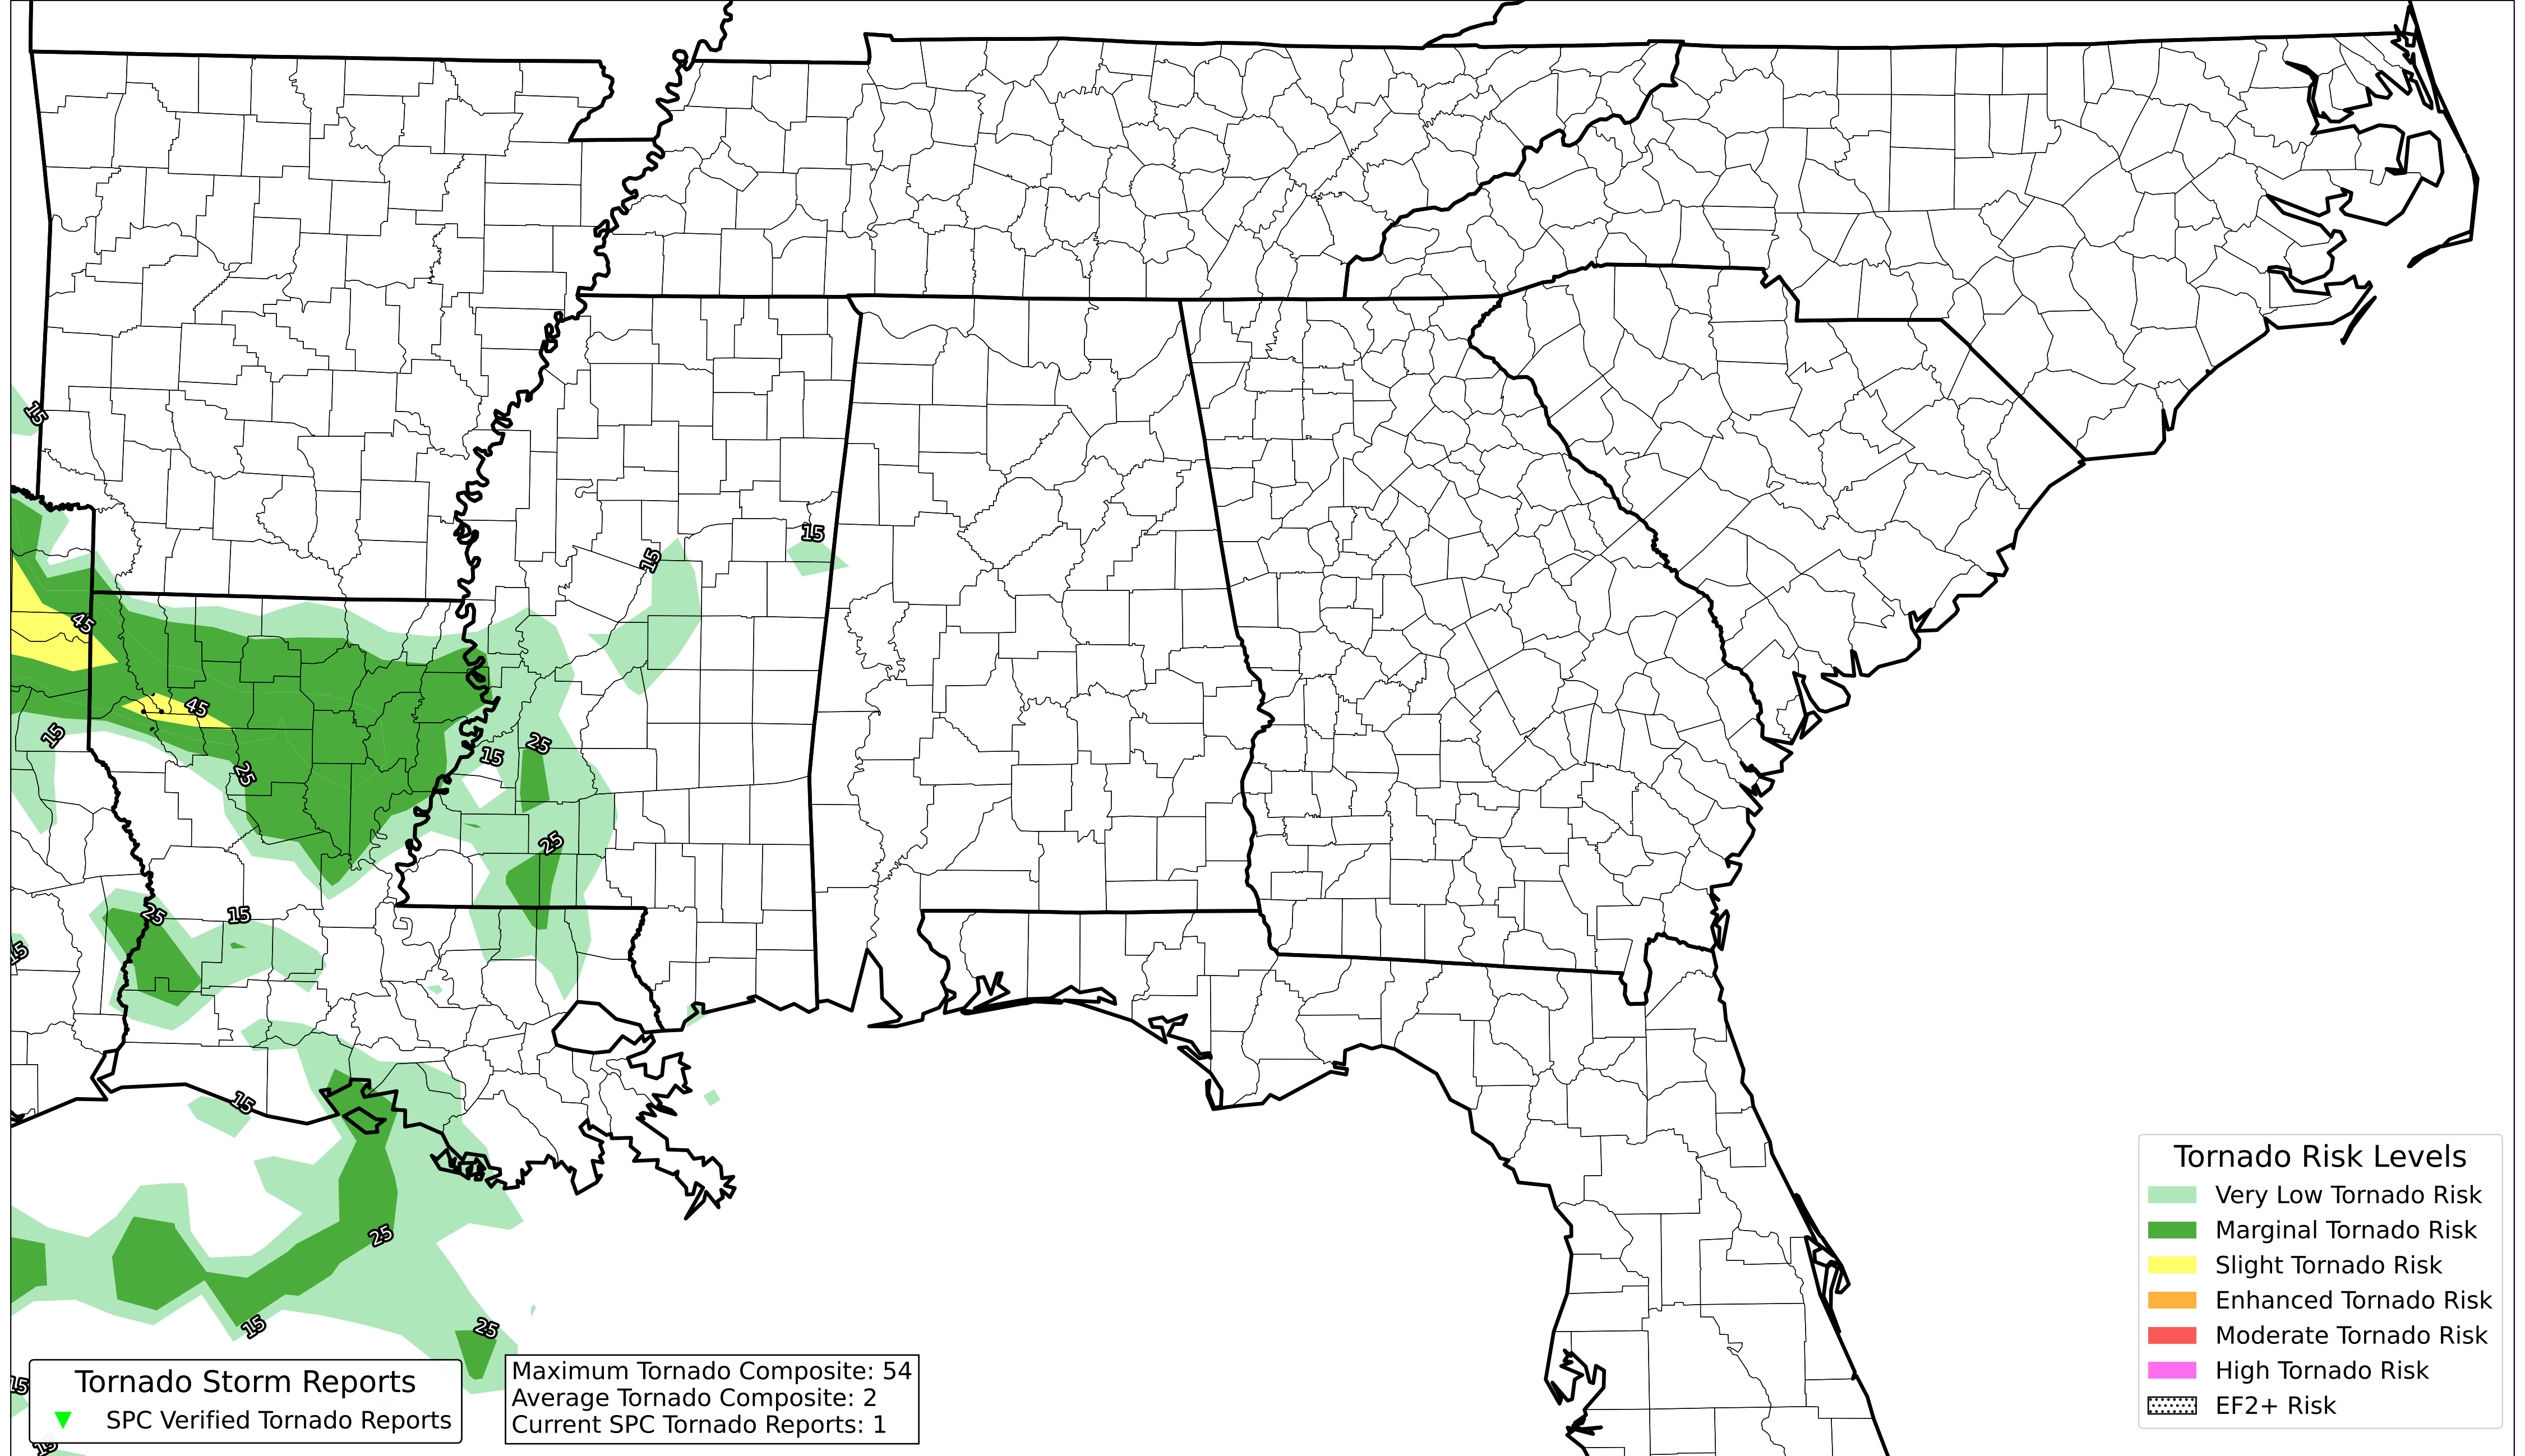 15
15
15
45
45
15
25
15
25
25
25
15
15
15
25
15
25
15
15
Tornado Storm Reports
SPC Verified Tornado Reports
Maximum Tornado Composite: 54
Average Tornado Composite: 2
Current SPC Tornado Reports: 1
Tornado Risk Levels
Very Low Tornado Risk
Marginal Tornado Risk
Slight Tornado Risk
Enhanced Tornado Risk
Moderate Tornado Risk
High Tornado Risk
EF2+ Risk